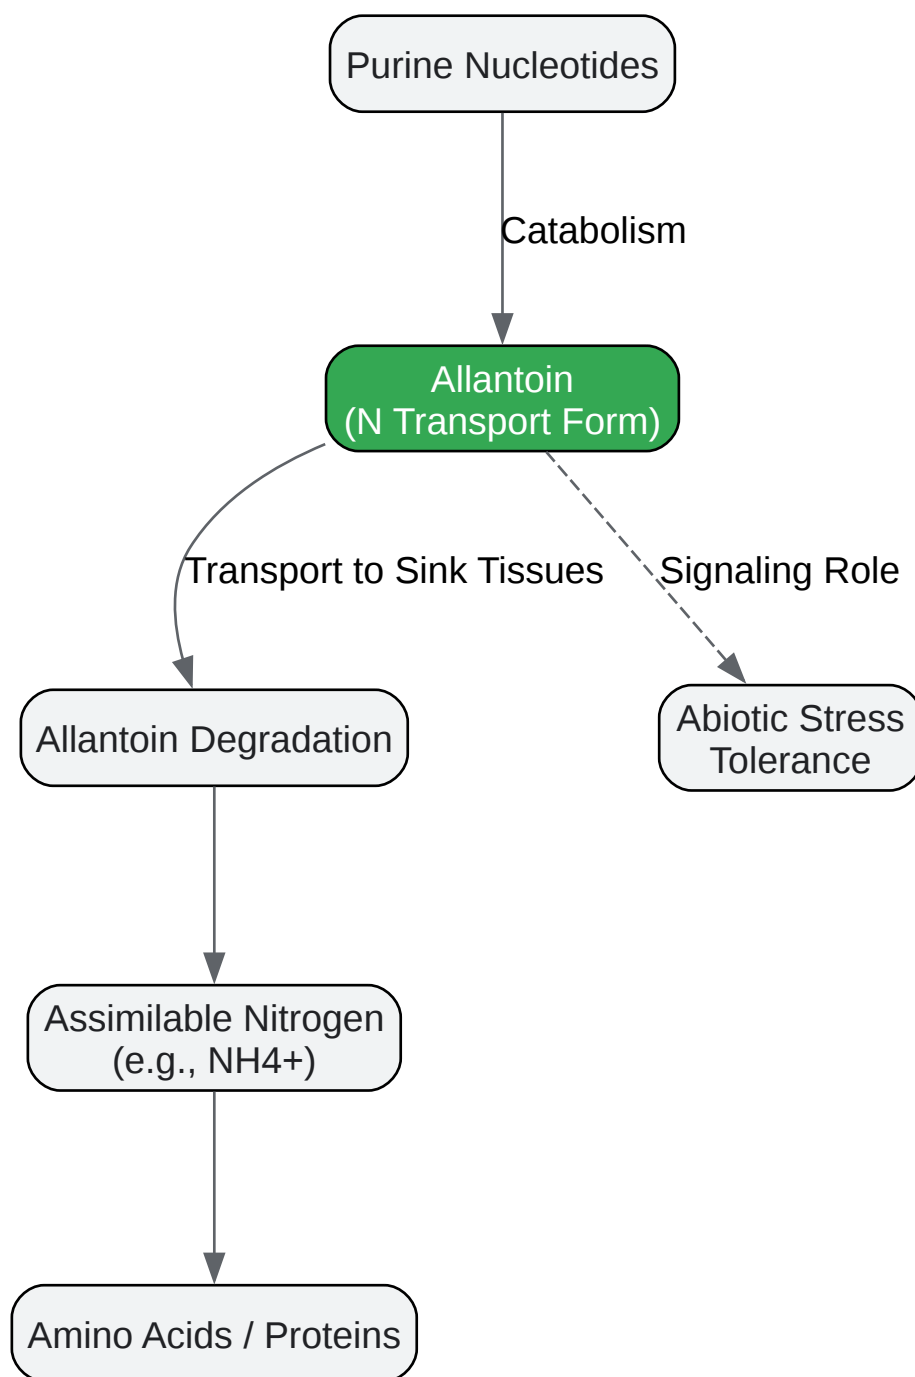 Purine Nucleotides
Catabolism
Allantoin
(N Transport Form)
Transport to Sink Tissues
Signaling Role
Allantoin Degradation
Abiotic Stress
Tolerance
Assimilable Nitrogen
(e.g., NH4+)
Amino Acids / Proteins